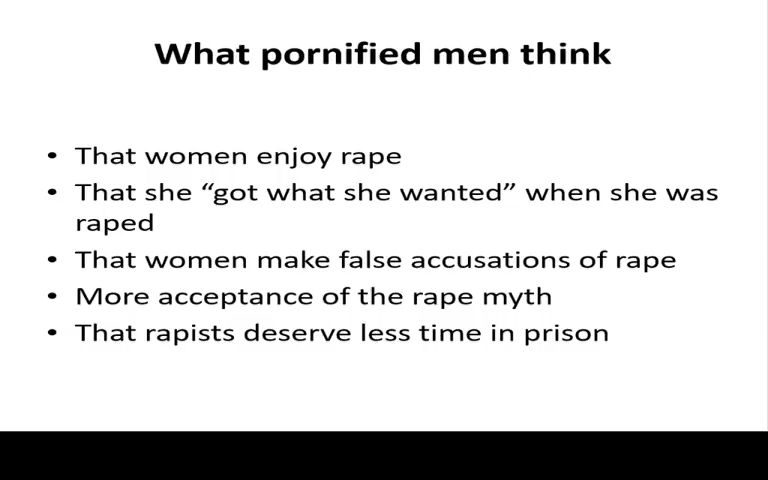 What pornified men think
• That women enjoy rape
• That she “got what she wanted” when she was
raped
• That women make false accusations of rape
• More acceptance of the rape myth
• That rapists deserve less time in prison